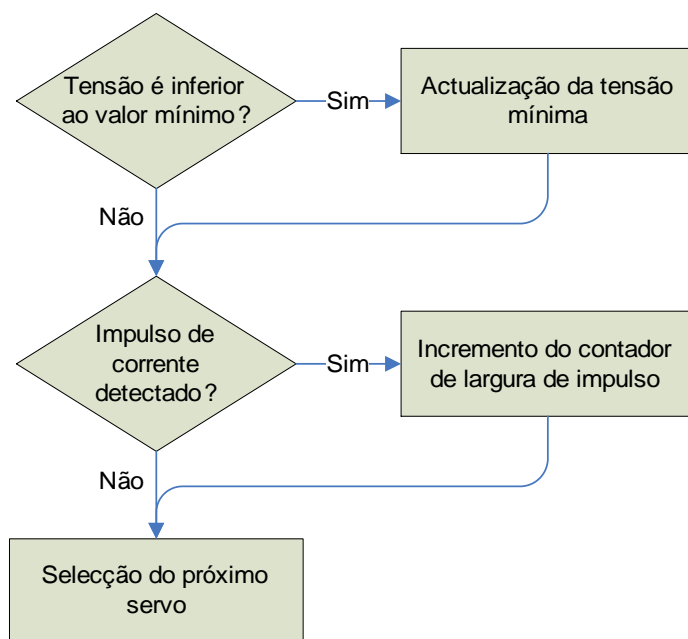 Tensão é inferior
ao valor mínimo?
Sim
Actualização da tensão
mínima
Não
Impulso de
corrente
detectado?
Sim
Incremento do contador
de largura de impulso
Não
Selecção do próximo
servo